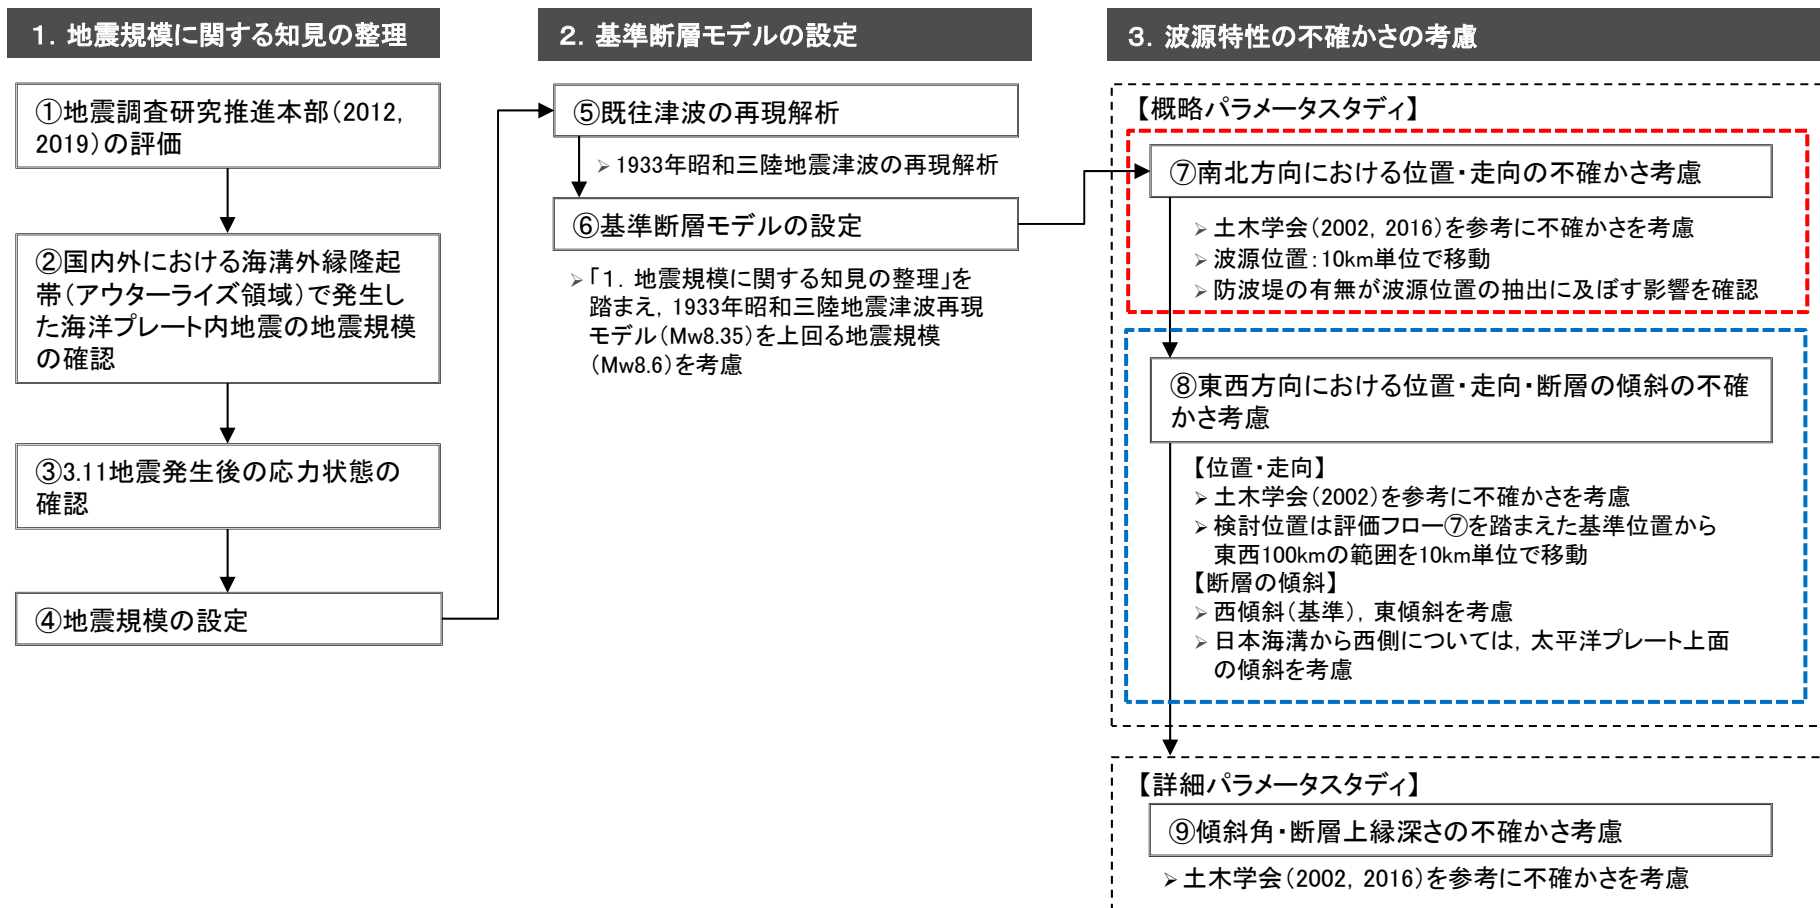 1．地震規模に関する知見の整理
①地震調査研究推進本部（2012，
2019）の評価
②国内外における海溝外縁隆起
帯（アウターライズ領域）で発生し
た海洋プレート内地震の地震規模
の確認
③3.11地震発生後の応力状態の
確認
④地震規模の設定
２．基準断層モデルの設定
⑤既往津波の再現解析
➢1933年昭和三陸地震津波の再現解析
⑥基準断層モデルの設定
➢「１．地震規模に関する知見の整理」を
踏まえ，1933年昭和三陸地震津波再現
モデル（Mw8.35）を上回る地震規模
（Mw8.6）を考慮
３．波源特性の不確かさの考慮
【概略パラメータスタディ】
⑦南北方向における位置・走向の不確かさ考慮
➢土木学会（2002，2016）を参考に不確かさを考慮
➢波源位置：10km単位で移動
➢防波堤の有無が波源位置の抽出に及ぼす影響を確認
⑧東西方向における位置・走向・断層の傾斜の不確
かさ考慮
【位置・走向】
➢土木学会（2002）を参考に不確かさを考慮
➢検討位置は評価フロー⑦を踏まえた基準位置から
東西100kmの範囲を10km単位で移動
【断層の傾斜】
➢西傾斜（基準），東傾斜を考慮
➢日本海溝から西側については，太平洋プレート上面
の傾斜を考慮
【詳細パラメータスタディ】
⑨傾斜角・断層上縁深さの不確かさ考慮
➢土木学会（2002，2016）を参考に不確かさを考慮